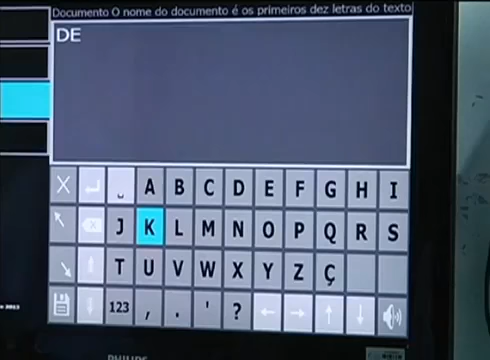 Documento O nome do documento é os primeiros dez letras do texto
DE
A B C D E F G H I
J K L M N O P Q R S
T U V W X Y Z Ç
123 , . ' ?
PHILIPS